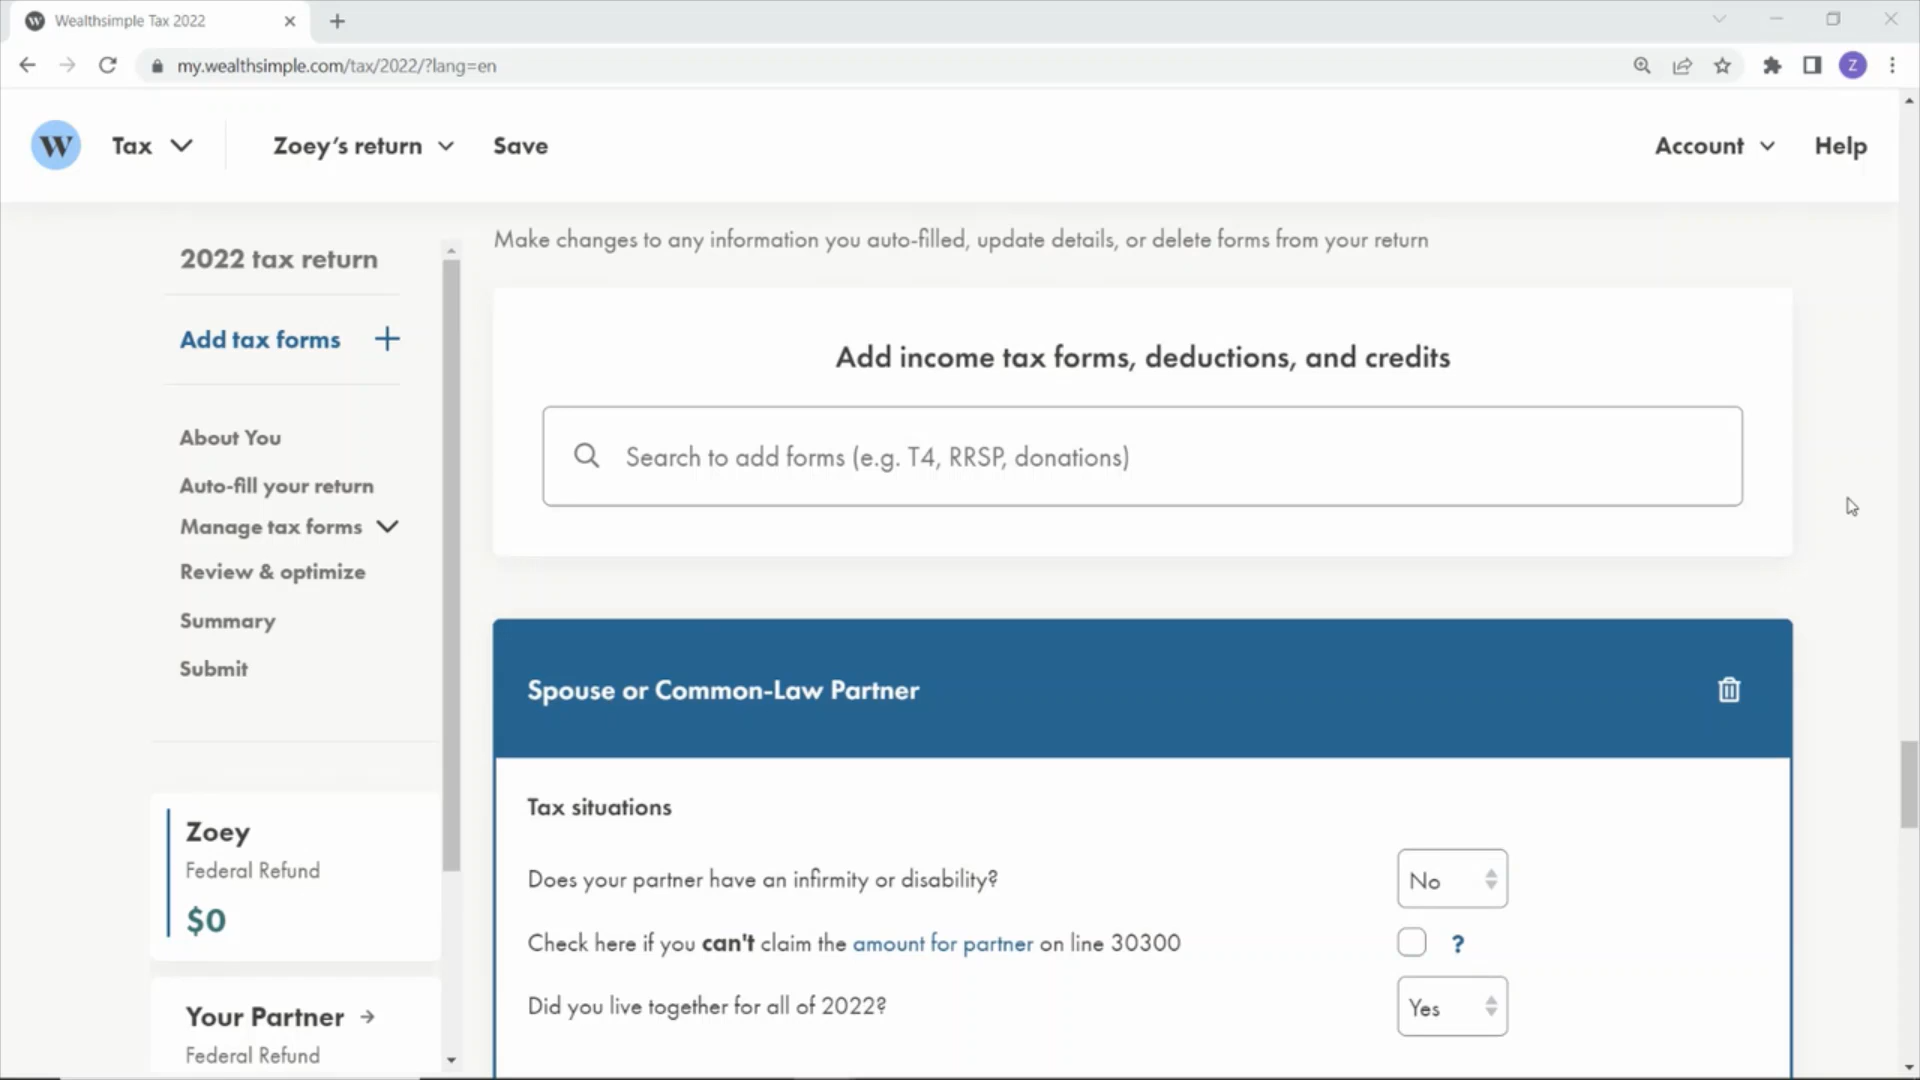 Wealthsimple Tax 2022
my.wealthsimple.com/tax/2022/?lang=en
Z
W
Tax
Zoey's return
Save
Account
Help
2022 tax return
Add tax forms
About You
Auto-fill your return
Manage tax forms
Review & optimize
Summary
Submit
Zoey
Federal Refund
$0
Your Partner
Federal Refund
Make changes to any information you auto-filled, update details, or delete forms from your return
Add income tax forms, deductions, and credits
Search to add forms (e.g. T4, RRSP, donations)
Spouse or Common-Law Partner
Tax situations
Does your partner have an infirmity or disability?
No
Check here if you can't claim the amount for partner on line 30300
?
Did you live together for all of 2022?
Yes